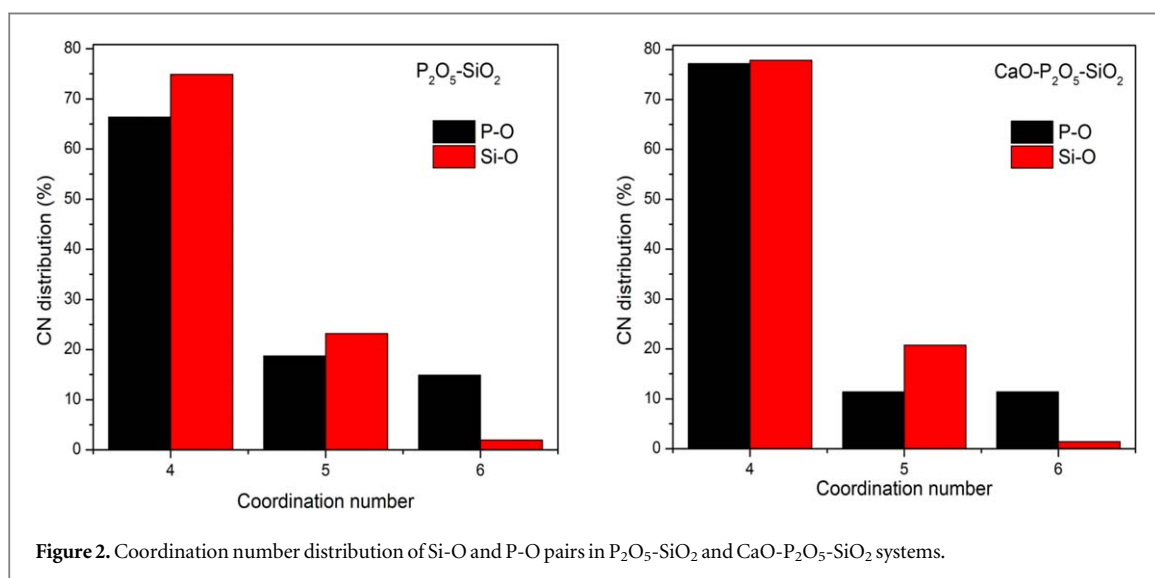 P₂O₅-SiO₂
P-O
Si-O
CN distribution (%)
80
70
60
50
40
30
20
10
0
4
5
6
Coordination number
CaO-P₂O₅-SiO₂
P-O
Si-O
CN distribution (%)
80
70
60
50
40
30
20
10
0
4
5
6
Coordination number
Figure 2. Coordination number distribution of Si-O and P-O pairs in P₂O₅-SiO₂ and CaO-P₂O₅-SiO₂ systems.